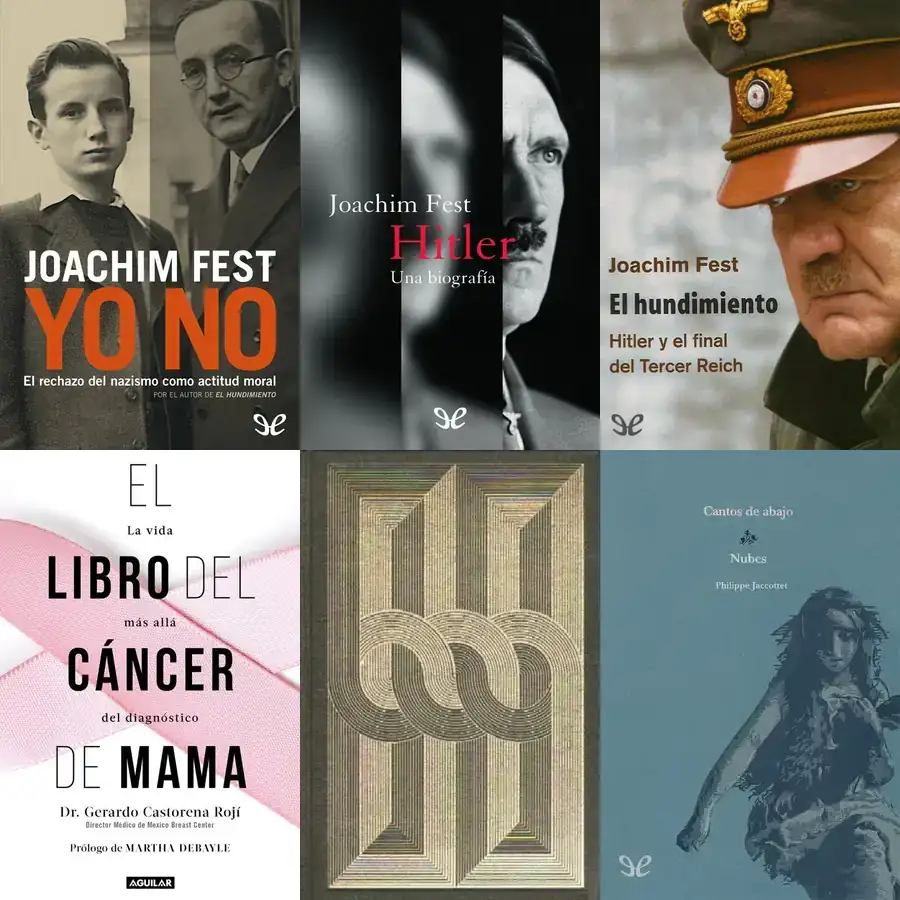 JOACHIM FEST
YO NO
El rechazo del nazismo como actitud moral
POR EL AUTOR DE EL HUNDIMIENTO
Joachim Fest
Hitler
Una biografía
Joachim Fest
El hundimiento
Hitler y el final
del Tercer Reich
EL
La vida
LIBRO DEL
más allá
CÁNCER
del diagnóstico
DE MAMA
Dr. Gerardo Castorena Rojí
Director Médico de Mexico Breast Center
Prólogo de MARTHA DEBAYLE
AGUILAR
Cantos de abajo
Nubes
Philippe Jaccottet